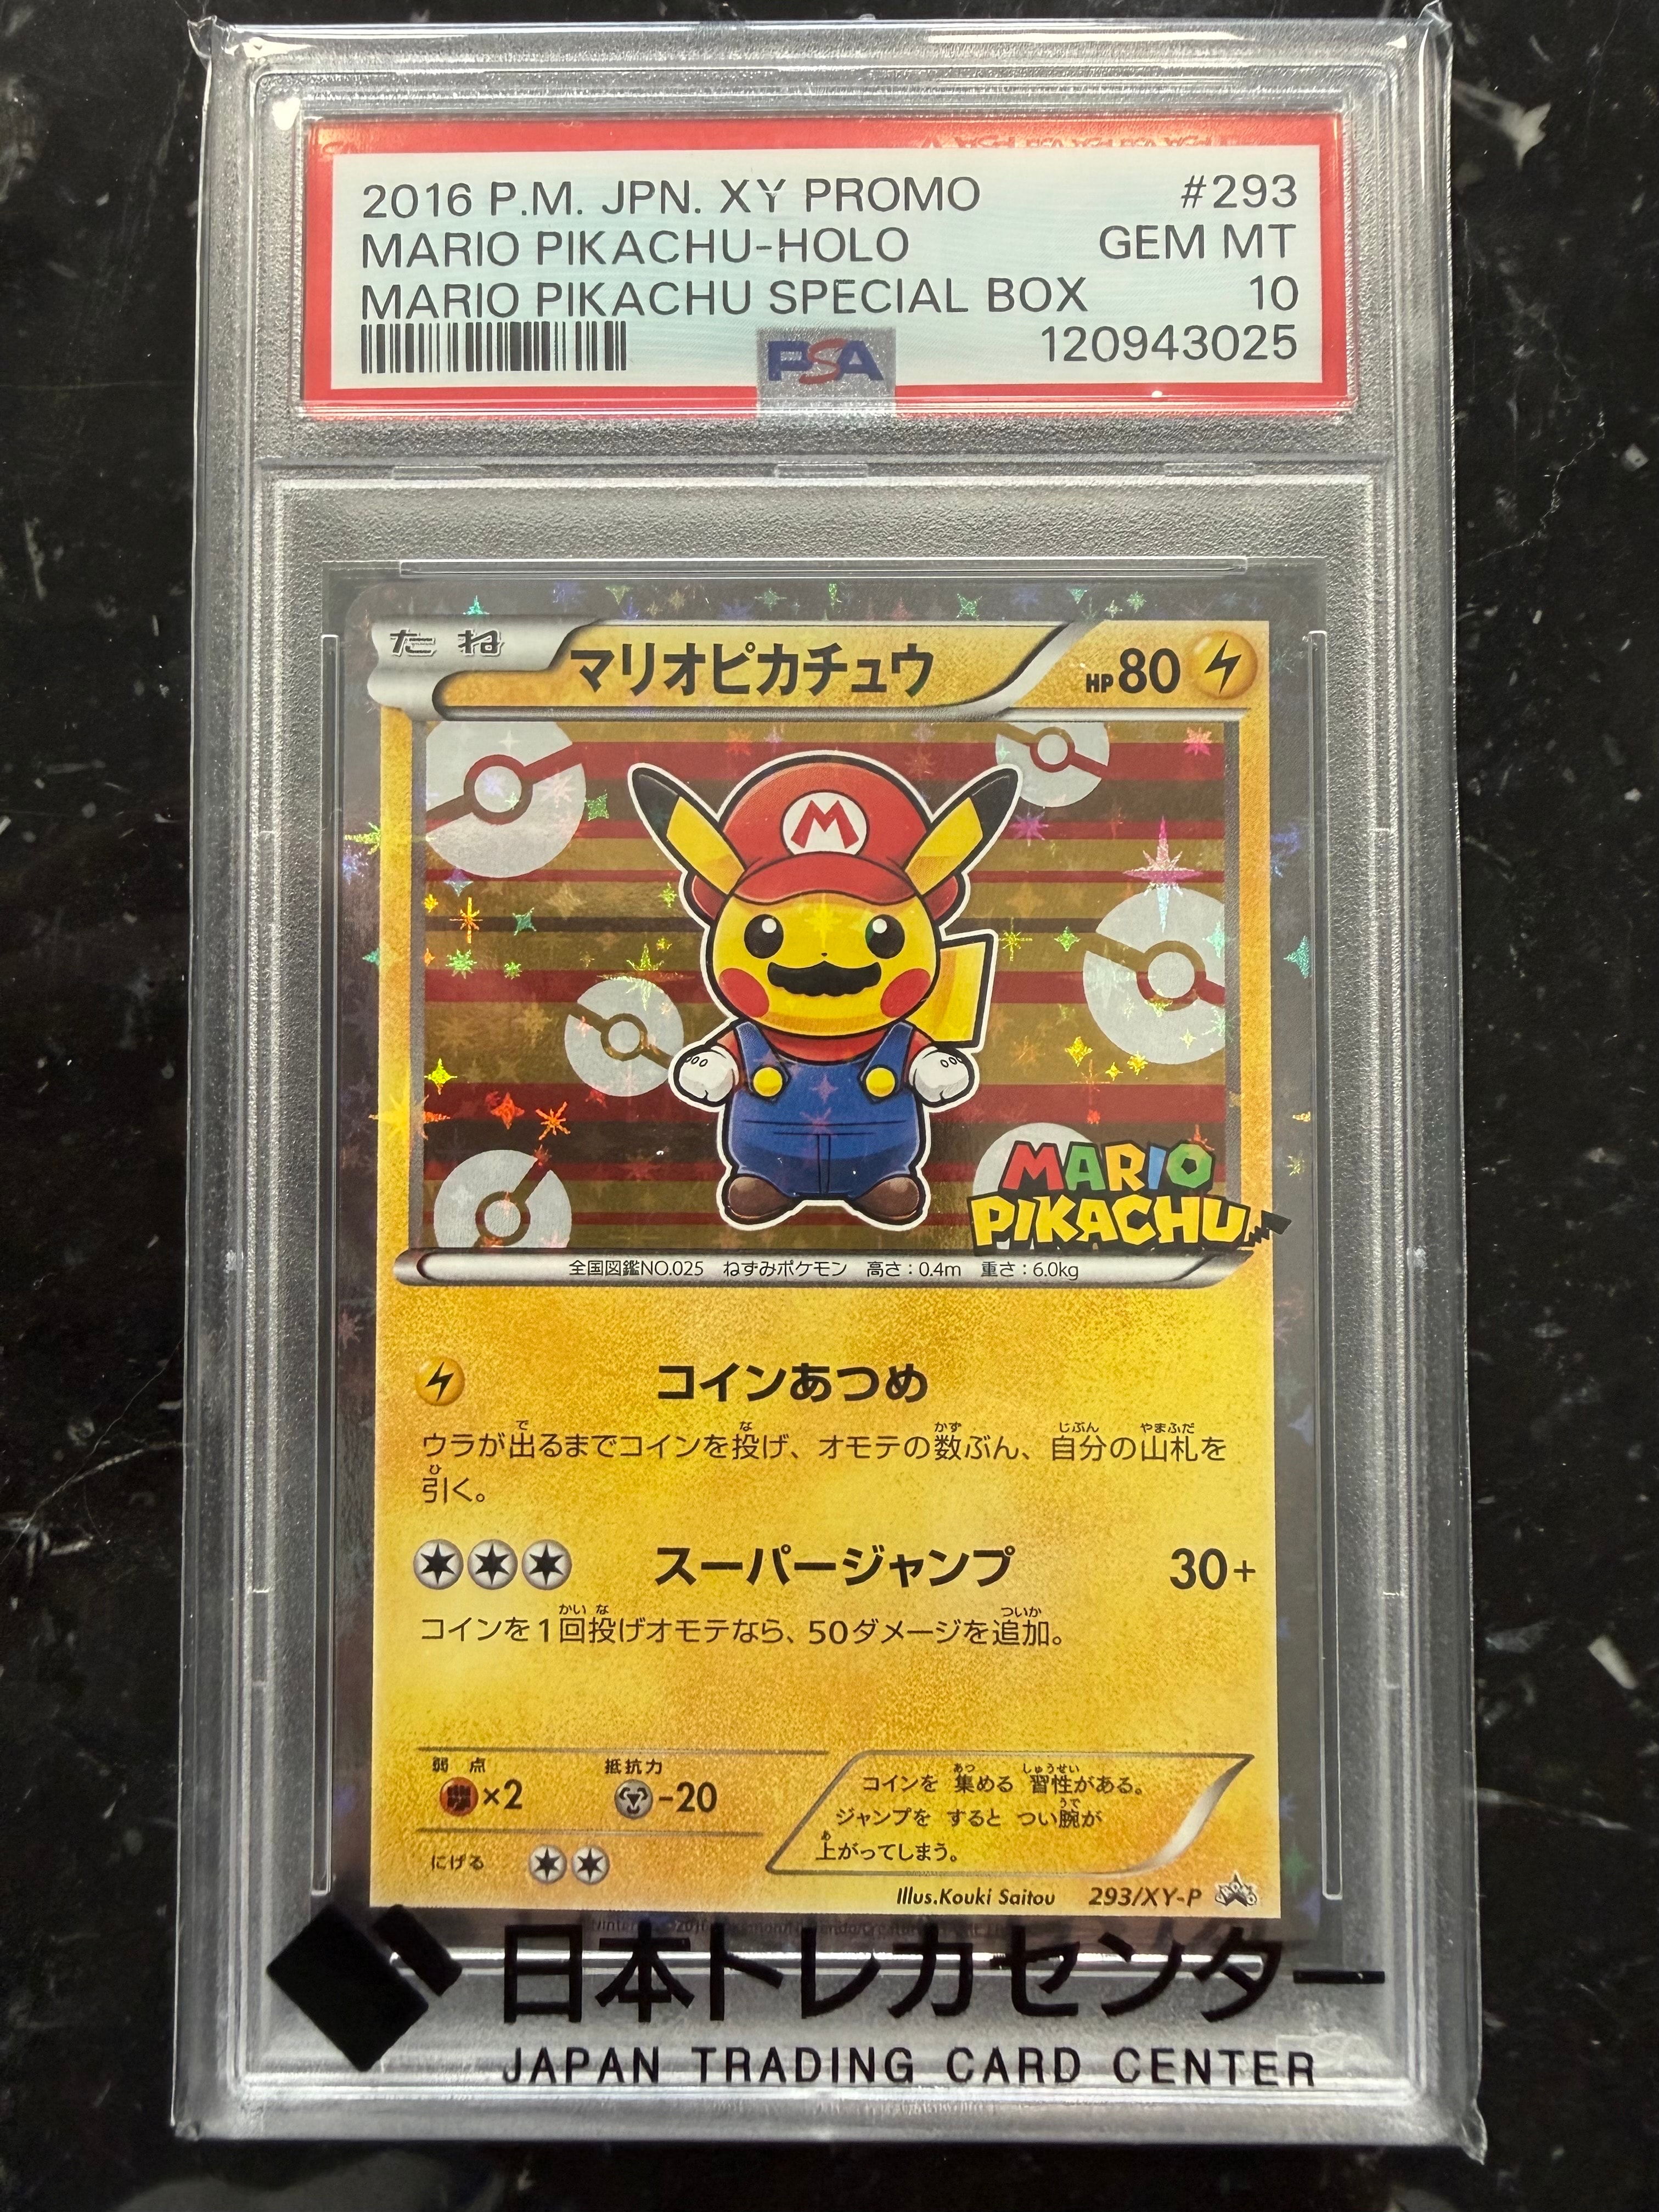 2016 P.M. JPN. XY PROMO #293
MARIO PIKACHU-HOLO GEM MT
MARIO PIKACHU SPECIAL BOX 10
PSA 120943025
たね マリオピカチュウ HP80
M
MARIO
PIKACHU
全国図鑑NO.025 ねずみポケモン 高さ:0.4m 重さ:6.0kg
コインあつめ
ウラが出るまでコインを投げ、オモテの数ぶん、自分の山札を
引く。
スーパージャンプ 30+
コインを1回投げオモテなら、50ダメージを追加。
弱点 抵抗力
×2 -20
にげる
コインを 集める 習性がある。
ジャンプを すると つい腕が
上がってしまう。
Illus.Kouki Saitou 293/XY-P
日本トレカセンター
JAPAN TRADING CARD CENTER